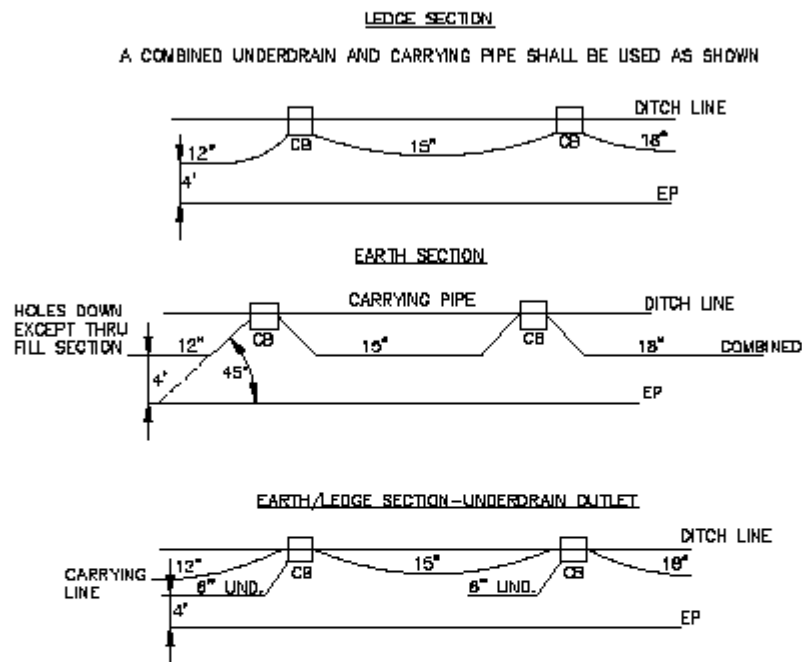 LEDGE SECTION
A COMBINED UNDERDRAIN AND CARRYING PIPE SHALL BE USED AS SHOWN
DITCH LINE
12" CB 15" CB 18"
4'
EP
EARTH SECTION
HOLES DOWN
EXCEPT THRU
FILL SECTION
CARRYING PIPE
DITCH LINE
12" CB 15" CB 18" COMBINED
4' 45°
EP
EARTH/LEDGE SECTION-UNDERDRAIN OUTLET
DITCH LINE
CARRYING
LINE
12" CB 15" CB 18"
6" UND. 6" UND.
4'
EP